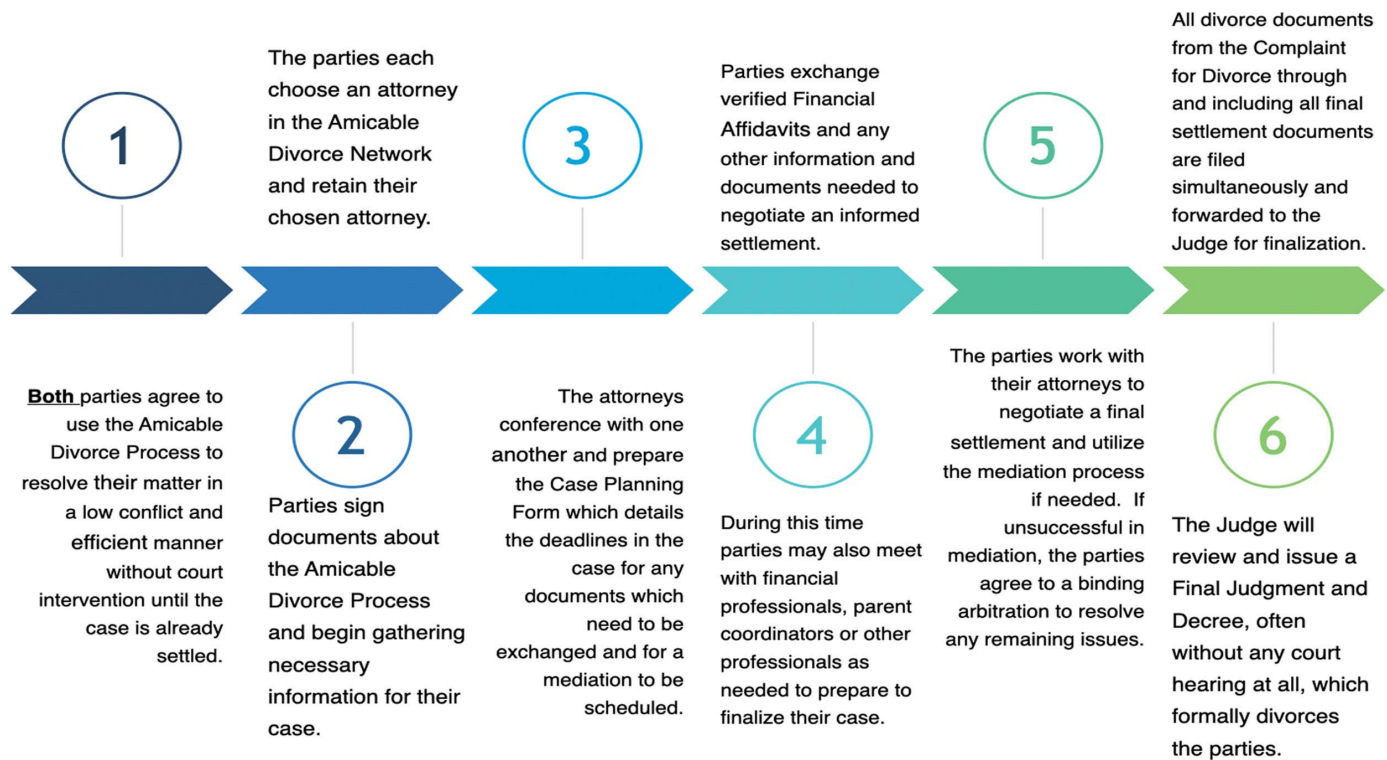 1
Both parties agree to
use the Amicable
Divorce Process to
resolve their matter in
a low conflict and
efficient manner
without court
intervention until the
case is already
settled.
The parties each
choose an attorney
in the Amicable
Divorce Network
and retain their
chosen attorney.
2
Parties sign
documents about
the Amicable
Divorce Process
and begin gathering
necessary
information for their
case.
3
The attorneys
conference with one
another and prepare
the Case Planning
Form which details
the deadlines in the
case for any
documents which
need to be
exchanged and for a
mediation to be
scheduled.
Parties exchange
verified Financial
Affidavits and any
other information and
documents needed to
negotiate an informed
settlement.
4
During this time
parties may also meet
with financial
professionals, parent
coordinators or other
professionals as
needed to prepare to
finalize their case.
5
The parties work with
their attorneys to
negotiate a final
settlement and utilize
the mediation process
if needed.  If
unsuccessful in
mediation, the parties
agree to a binding
arbitration to resolve
any remaining issues.
All divorce documents
from the Complaint
for Divorce through
and including all final
settlement documents
are filed
simultaneously and
forwarded to the
Judge for finalization.
6
The Judge will
review and issue a
Final Judgment and
Decree, often
without any court
hearing at all, which
formally divorces
the parties.